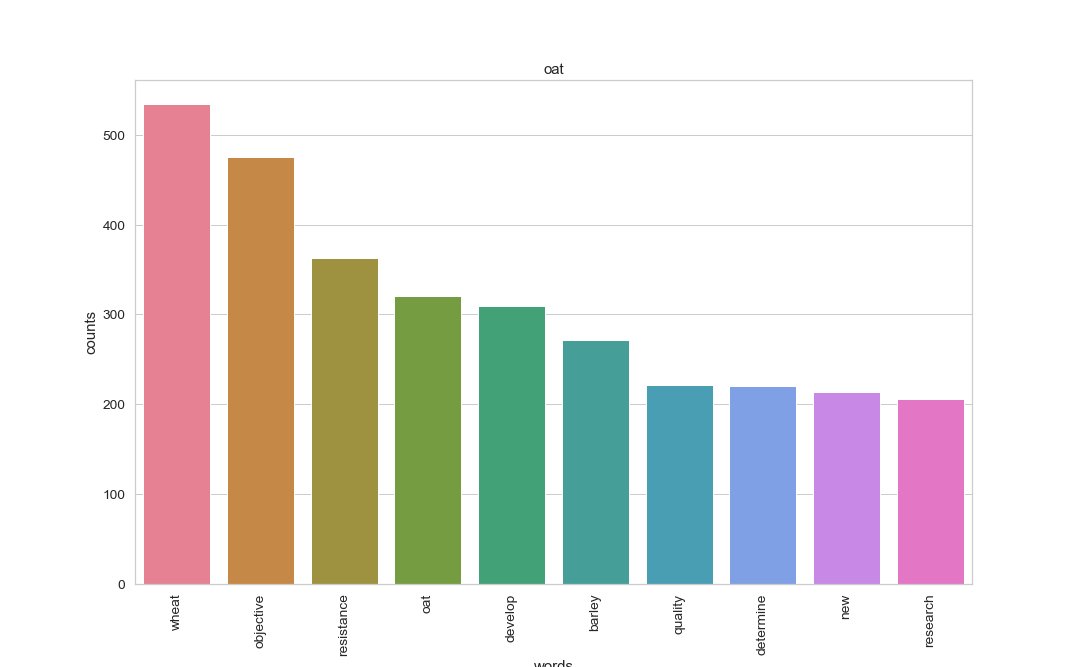 oat
counts
500
400
300
200
100
0
wheat
objective
resistance
oat
develop
barley
quality
determine
new
research
words